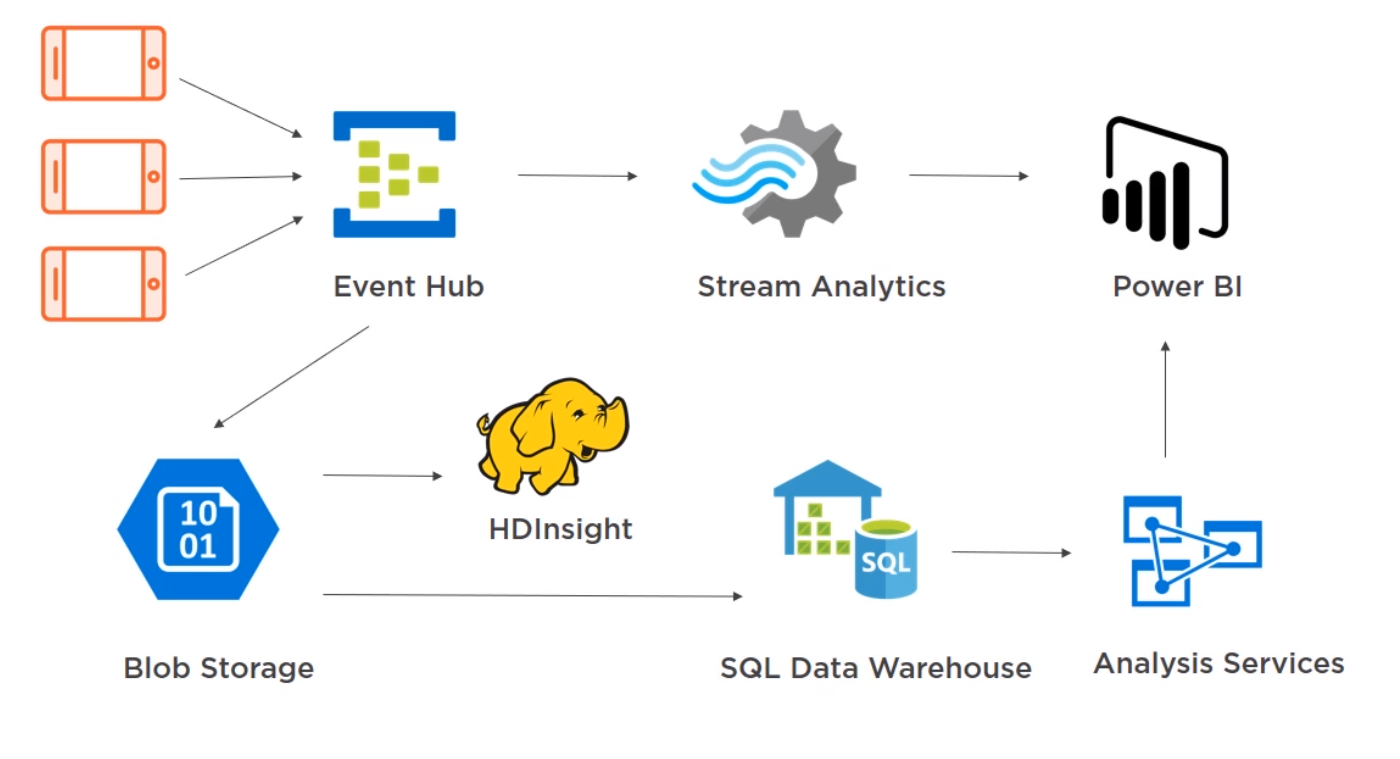 Event Hub
Stream Analytics
Power BI
10
01
HDInsight
SQL
Blob Storage
SQL Data Warehouse
Analysis Services